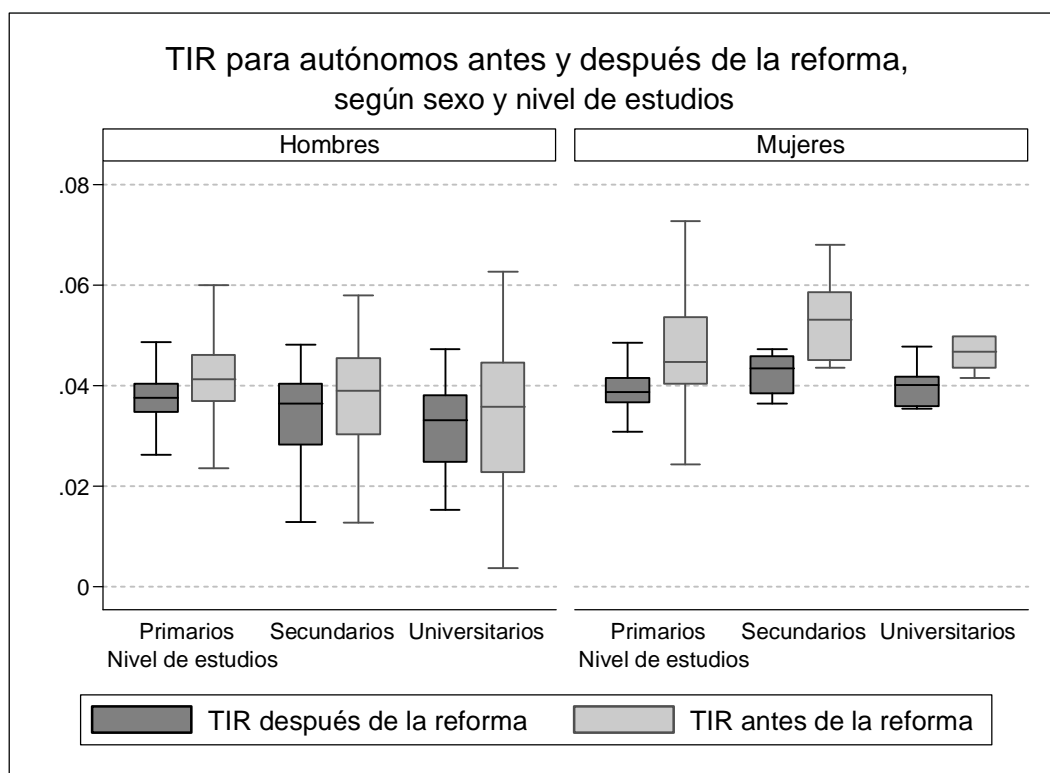 TIR para autónomos antes y después de la reforma,
según sexo y nivel de estudios
Hombres
Mujeres
.08
.06
.04
.02
0
Primarios Secundarios Universitarios
Nivel de estudios
Primarios Secundarios Universitarios
Nivel de estudios
TIR después de la reforma
TIR antes de la reforma